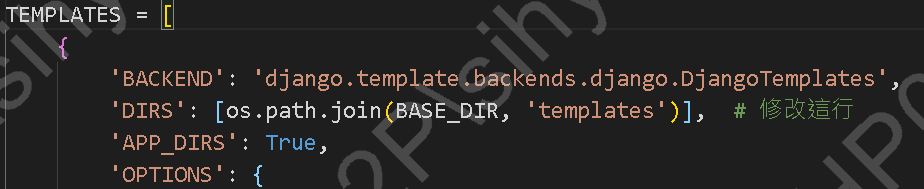 TEMPLATES = [
    {
        'BACKEND': 'django.template.backends.django.DjangoTemplates',
        'DIRS': [os.path.join(BASE_DIR, 'templates')],  # 修改這行
        'APP_DIRS': True,
        'OPTIONS': {